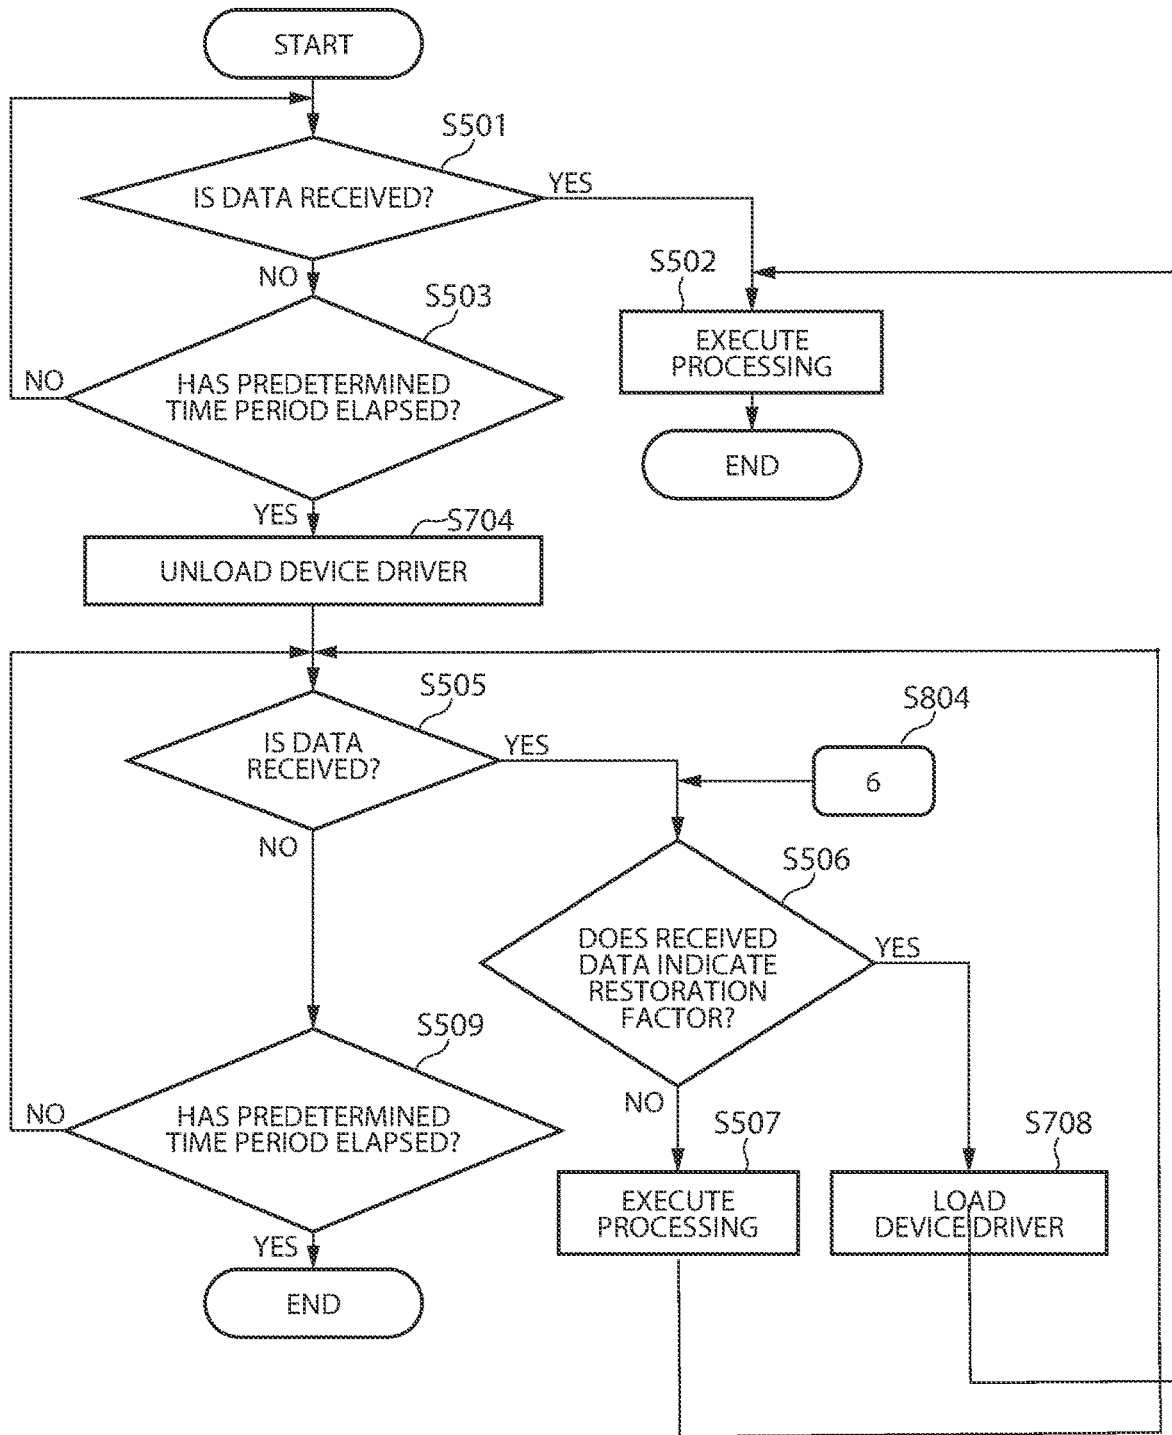 START
S501
IS DATA RECEIVED?
YES
NO
S502
EXECUTE
PROCESSING
END
S503
HAS PREDETERMINED
TIME PERIOD ELAPSED?
NO
YES
S704
UNLOAD DEVICE DRIVER
S505
IS DATA
RECEIVED?
YES
NO
S804
6
S506
DOES RECEIVED
DATA INDICATE
RESTORATION
FACTOR?
YES
NO
S509
HAS PREDETERMINED
TIME PERIOD ELAPSED?
NO
YES
END
S507
EXECUTE
PROCESSING
S708
LOAD
DEVICE DRIVER